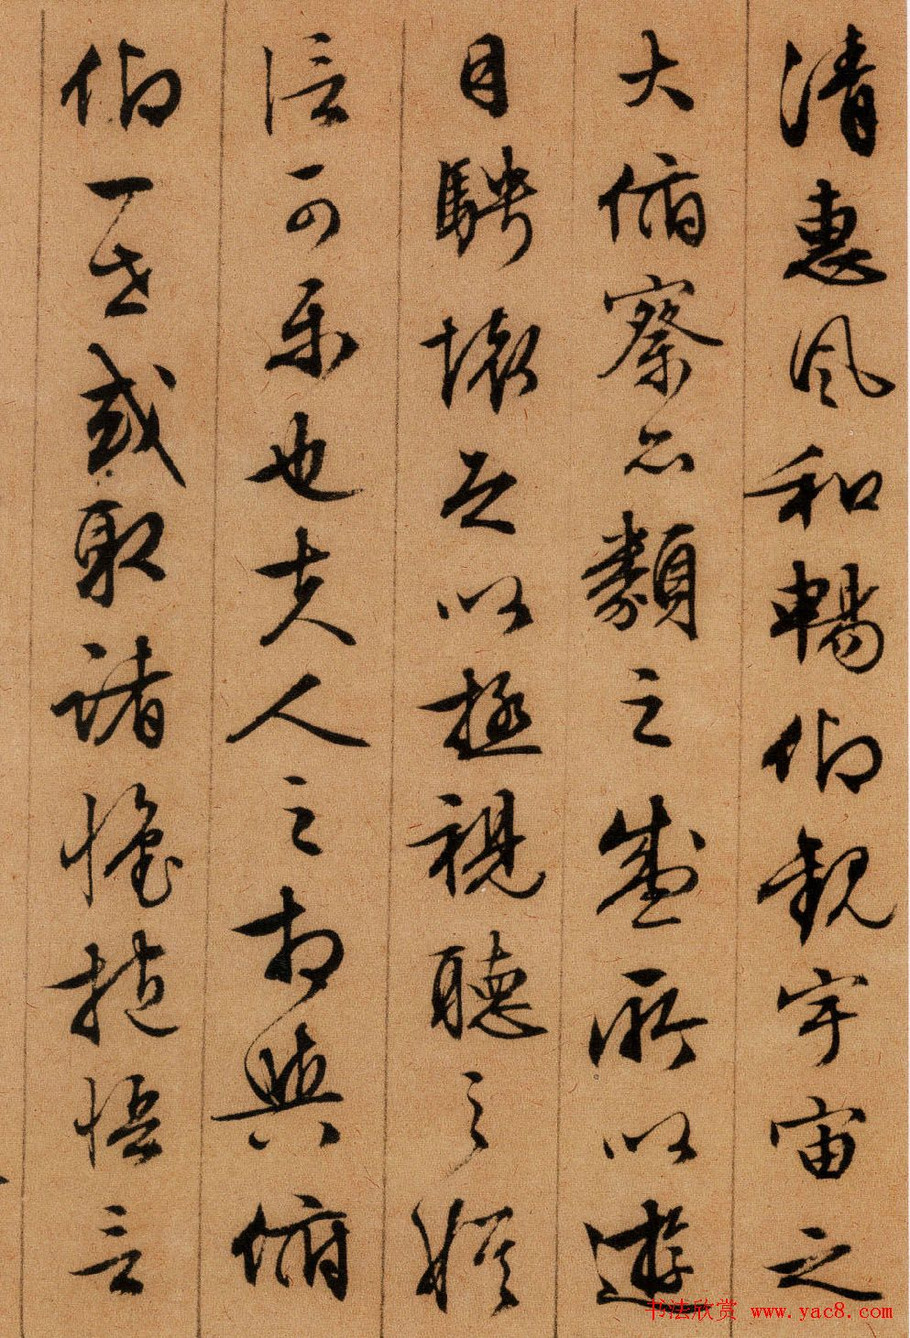 清惠風和暢仰觀宇宙之
大俯察品類之盛所以遊
目騁懷足以極視聽之娛
信可樂也夫人之相與俯
仰一世或取諸懷抱悟言
书法欣赏 www.yac8.com